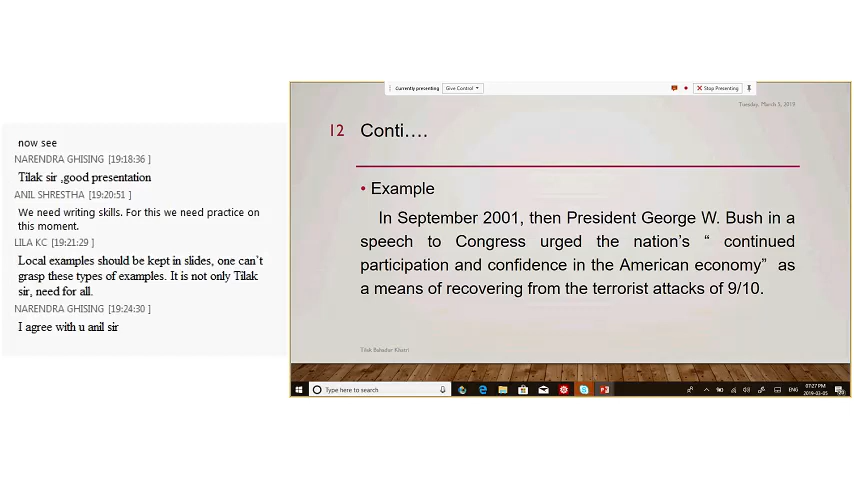 now see
NARENDRA GHISING [19:18:36 ]
Tilak sir ,good presentation
ANIL SHRESTHA [19:20:51 ]
We need writing skills. For this we need practice on
this moment.
LILA KC [19:21:29 ]
Local examples should be kept in slides, one can't
grasp these types of examples. It is not only Tilak
sir, need for all.
NARENDRA GHISING [19:24:30 ]
I agree with u anil sir
Currently presenting Give Control Stop Presenting
Tuesday, March 5, 2019
12 Conti....
• Example
In September 2001, then President George W. Bush in a
speech to Congress urged the nation's “ continued
participation and confidence in the American economy” as
a means of recovering from the terrorist attacks of 9/10.
Tilak Bahadur Khatri
Type here to search
ENG
07:27 PM
2019-03-05